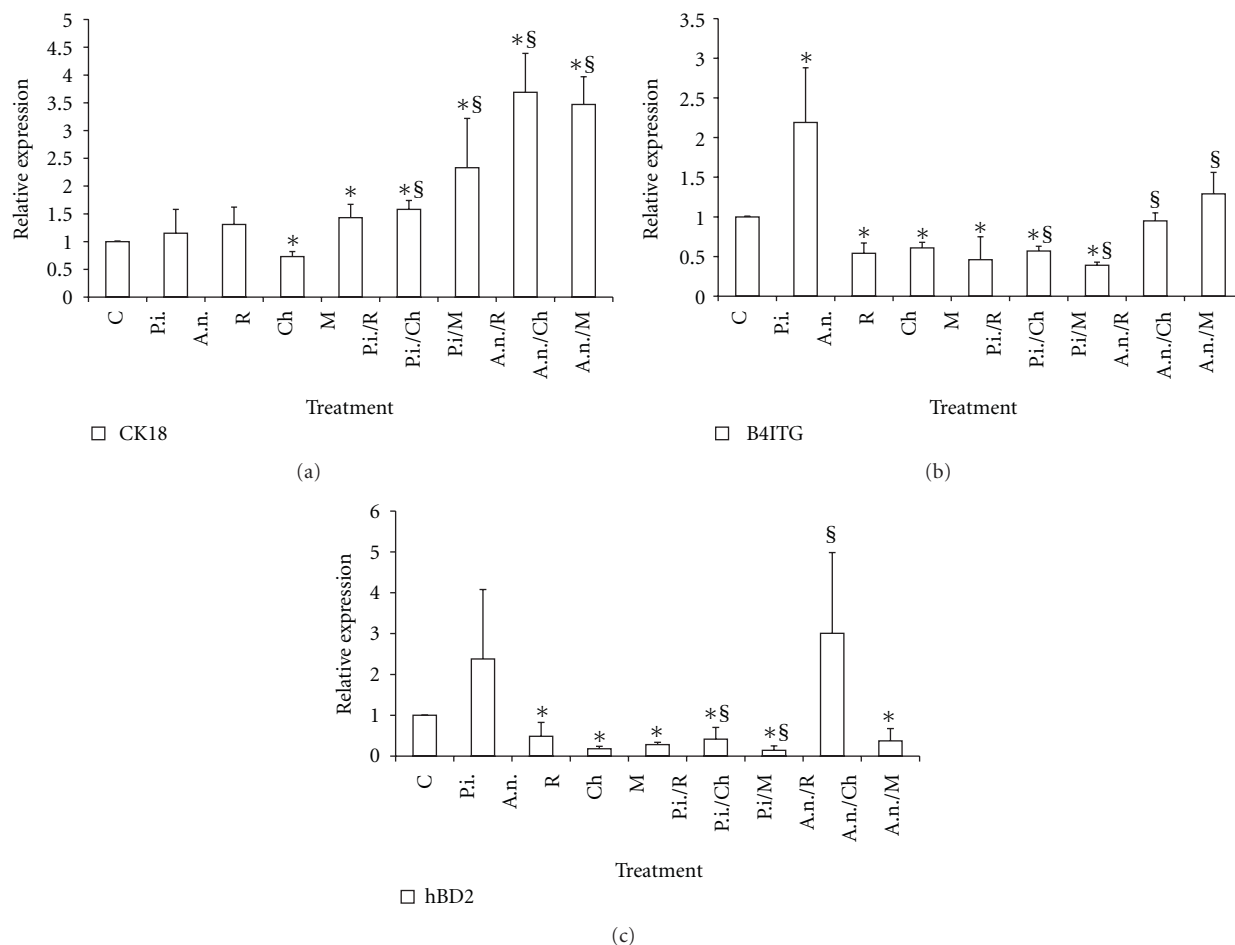 5
4.5
4
3.5
3
2.5
2
1.5
1
0.5
0
Relative expression
* * *§ *§ *§ *§
C P.i. A.n. R Ch M P.i./R P.i./Ch P.i/M A.n./R A.n./Ch A.n./M
Treatment
CK18
(a)
3.5
3
2.5
2
1.5
1
0.5
0
Relative expression
* * * * *§ *§ § §
C P.i. A.n. R Ch M P.i./R P.i./Ch P.i/M A.n./R A.n./Ch A.n./M
Treatment
B4ITG
(b)
6
5
4
3
2
1
0
Relative expression
* * * *§ *§ § *
C P.i. A.n. R Ch M P.i./R P.i./Ch P.i/M A.n./R A.n./Ch A.n./M
Treatment
hBD2
(c)